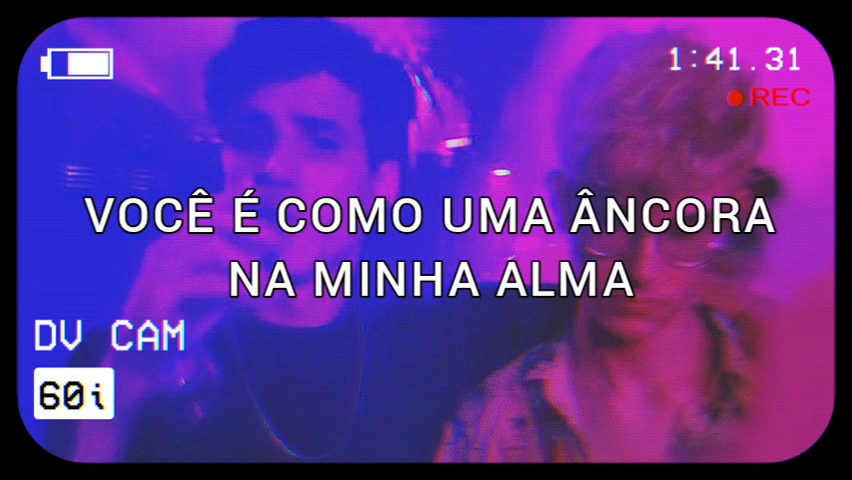 1:41.31
REC
VOCÊ É COMO UMA ÂNCORA
NA MINHA ALMA
DV CAM
60i